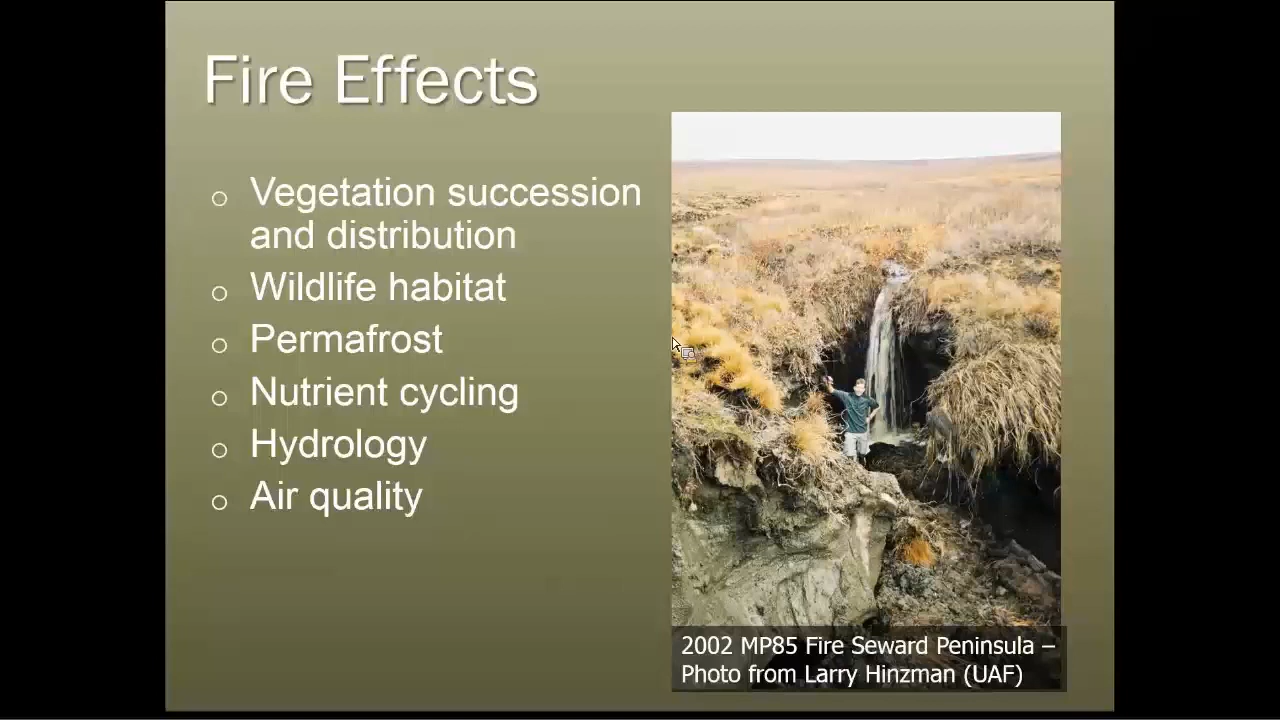 Fire Effects
Vegetation succession
and distribution
Wildlife habitat
Permafrost
Nutrient cycling
Hydrology
Air quality
2002 MP85 Fire Seward Peninsula –
Photo from Larry Hinzman (UAF)